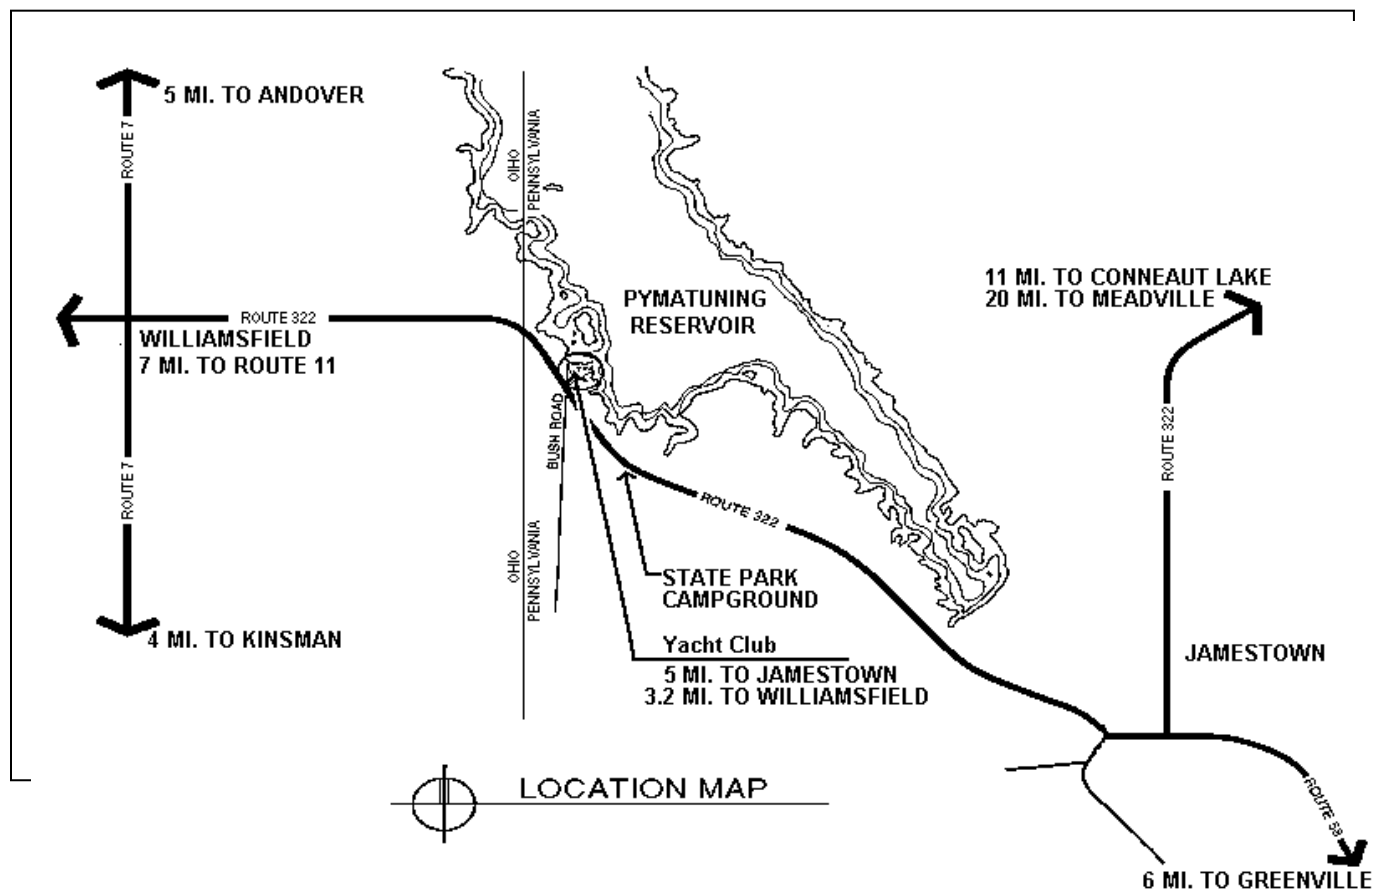 5 MI. TO ANDOVER
ROUTE 7
OIHO
PENNSYLVANIA
11 MI. TO CONNEAUT LAKE
20 MI. TO MEADVILLE
PYMATUNING
RESERVOIR
ROUTE 322
WILLIAMSFIELD
7 MI. TO ROUTE 11
BUSH ROAD
ROUTE 322
ROUTE 7
ROUTE 322
OHIO
PENNSYLVANIA
STATE PARK
CAMPGROUND
4 MI. TO KINSMAN
Yacht Club
5 MI. TO JAMESTOWN
3.2 MI. TO WILLIAMSFIELD
JAMESTOWN
LOCATION MAP
ROUTE 58
6 MI. TO GREENVILLE